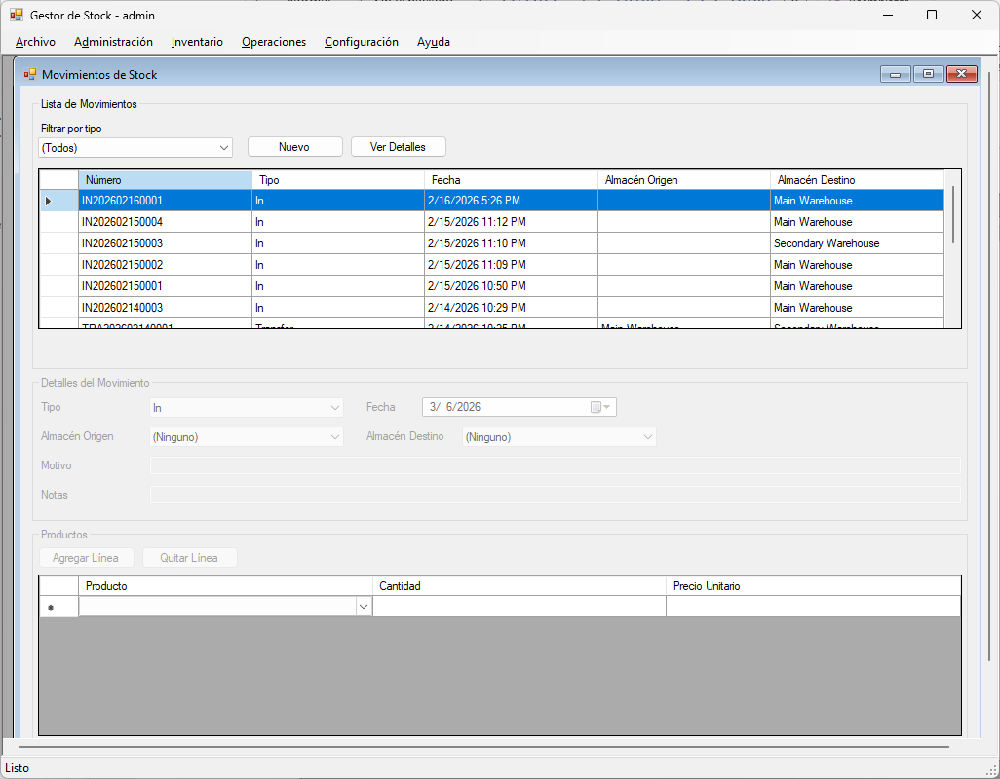 Gestor de Stock - admin
Archivo Administración Inventario Operaciones Configuración Ayuda
Movimientos de Stock
Lista de Movimientos
Filtrar por tipo
(Todos) Nuevo Ver Detalles
Número Tipo Fecha Almacén Origen Almacén Destino
IN202602160001 In 2/16/2026 5:26 PM Main Warehouse
IN202602150004 In 2/15/2026 11:12 PM Main Warehouse
IN202602150003 In 2/15/2026 11:10 PM Secondary Warehouse
IN202602150002 In 2/15/2026 11:09 PM Main Warehouse
IN202602150001 In 2/15/2026 10:50 PM Main Warehouse
IN202602140003 In 2/14/2026 10:29 PM Main Warehouse
TRA202602140001 Transfer 2/14/2026 10:25 PM Main Warehouse Secondary Warehouse
Detalles del Movimiento
Tipo In Fecha 3/ 6/2026
Almacén Origen (Ninguno) Almacén Destino (Ninguno)
Motivo
Notas
Productos
Agregar Línea Quitar Línea
Producto Cantidad Precio Unitario
Listo